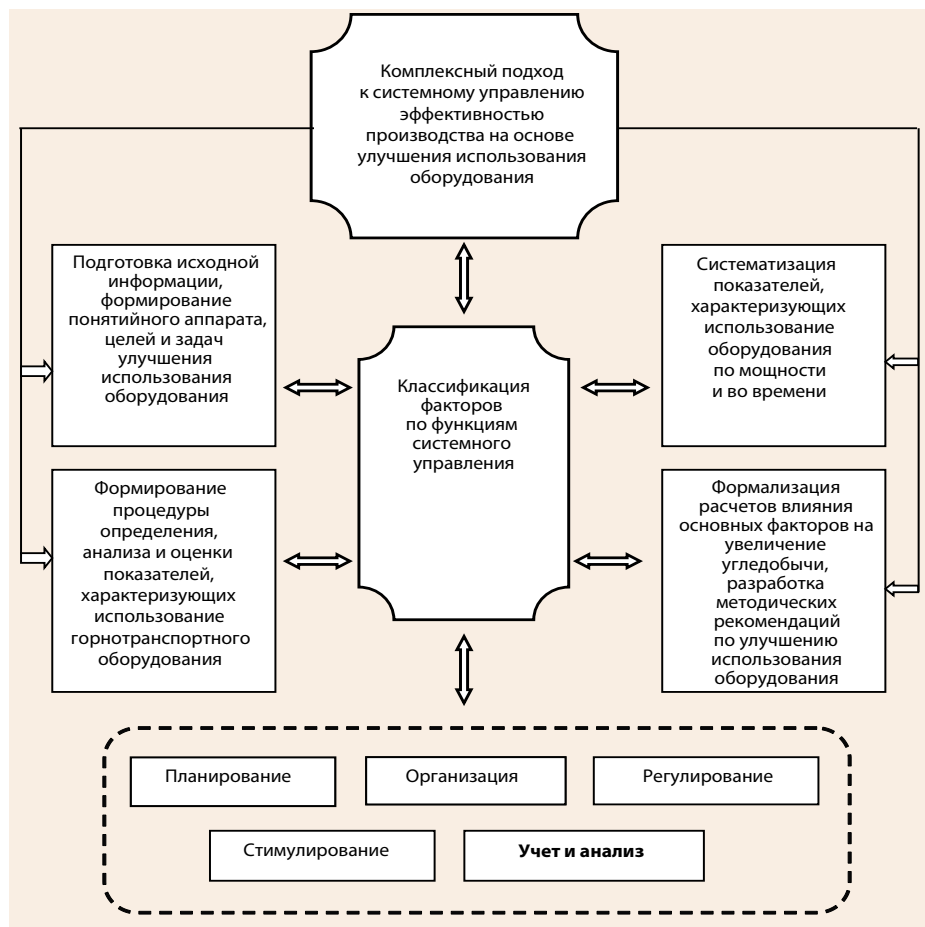 Комплексный подход
к системному управлению
эффективностью
производства на основе
улучшения использования
оборудования
Подготовка исходной
информации,
формирование
понятийного аппарата,
целей и задач
улучшения
использования
оборудования
Систематизация
показателей,
характеризующих
использование
оборудования
по мощности
и во времени
Классификация
факторов
по функциям
системного
управления
Формирование
процедуры
определения,
анализа и оценки
показателей,
характеризующих
использование
горнотранспортного
оборудования
Формализация
расчетов влияния
основных факторов на
увеличение
угледобычи,
разработка
методических
рекомендаций
по улучшению
использования
оборудования
Планирование
Организация
Регулирование
Стимулирование
Учет и анализ